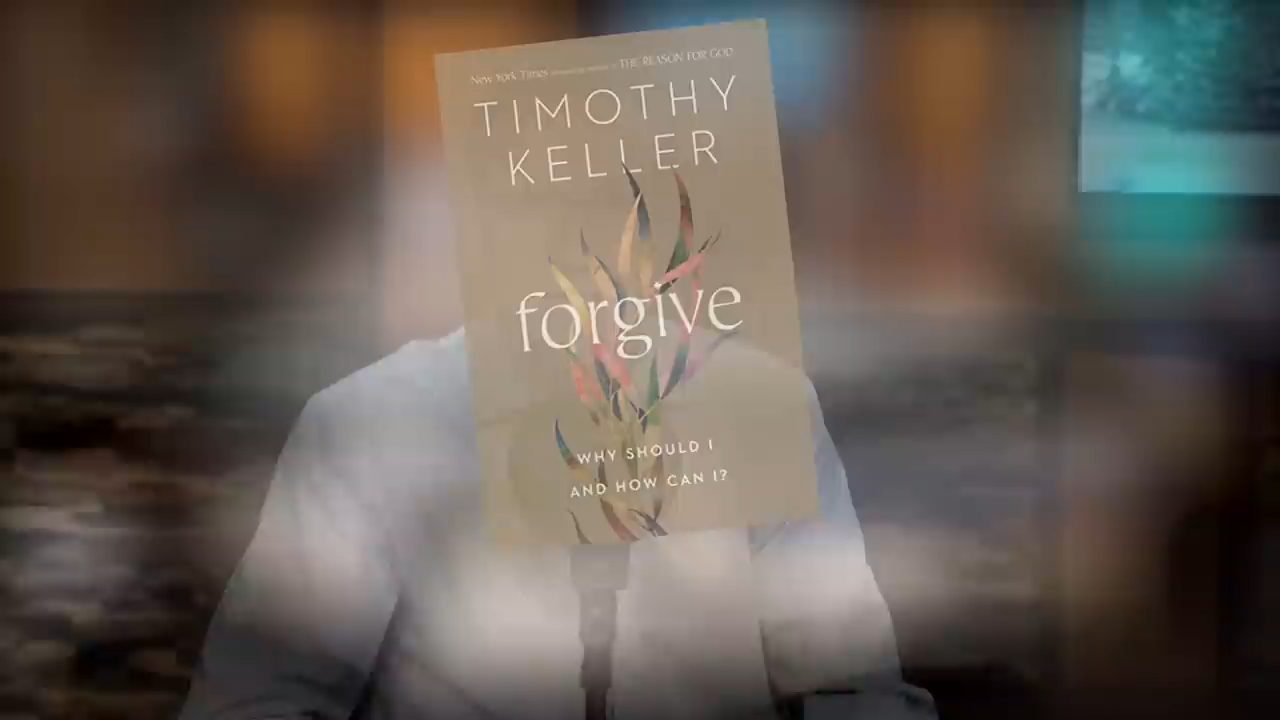 New York Times THE REASON FOR GOD
TIMOTHY
KELLER
forgive
WHY SHOULD I
AND HOW CAN I?